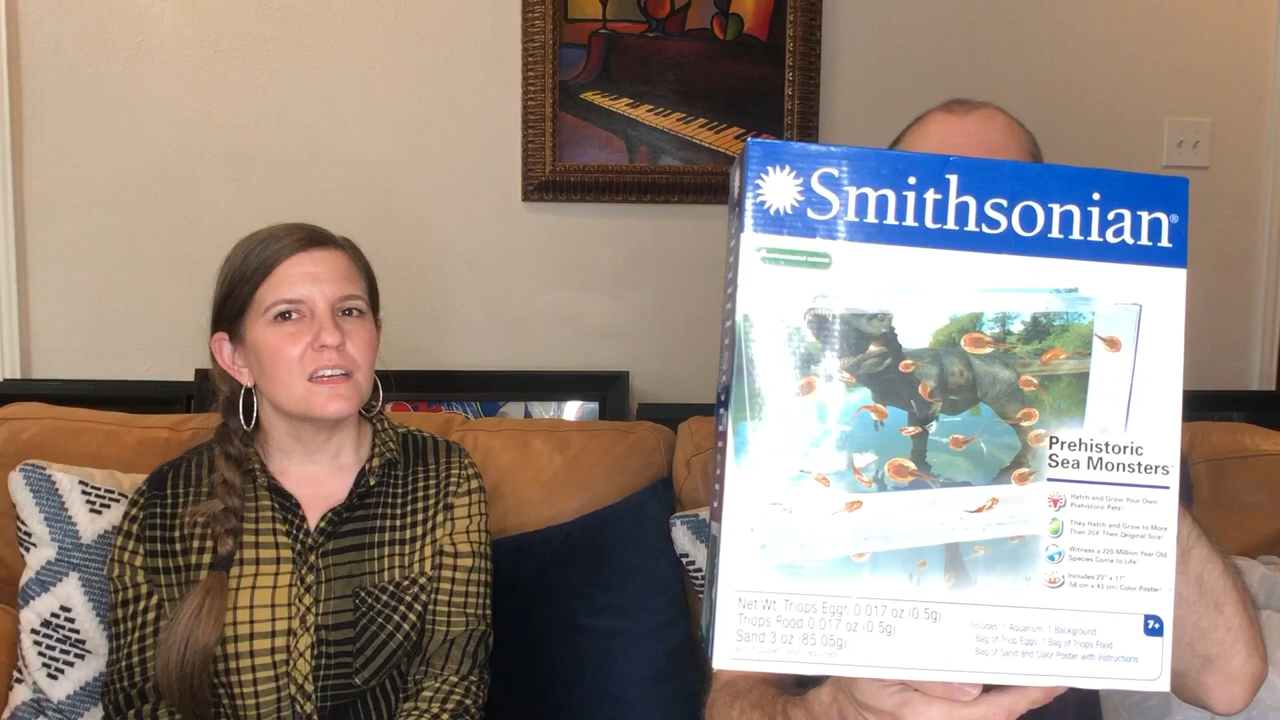 Smithsonian®
environmental science
Prehistoric
Sea Monsters
Hatch and Grow Your Own
Prehistoric Pets!
They Hatch and Grow to More
Than 20X Their Original Size!
Witness a 220-Million Year Old
Species Come to Life!
Includes 23" x 17"
(58 cm x 43 cm) Color Poster!
Net Wt. Triops Eggs 0.017 oz (0.5g),
Triops Food 0.017 oz (0.5g)
Sand 3 oz (85.05g)
7+
Includes: 1 Aquarium, 1 Background
Bag of Triop Eggs, 1 Bag of Triops Food
Bag of Sand and Color Poster with Instructions